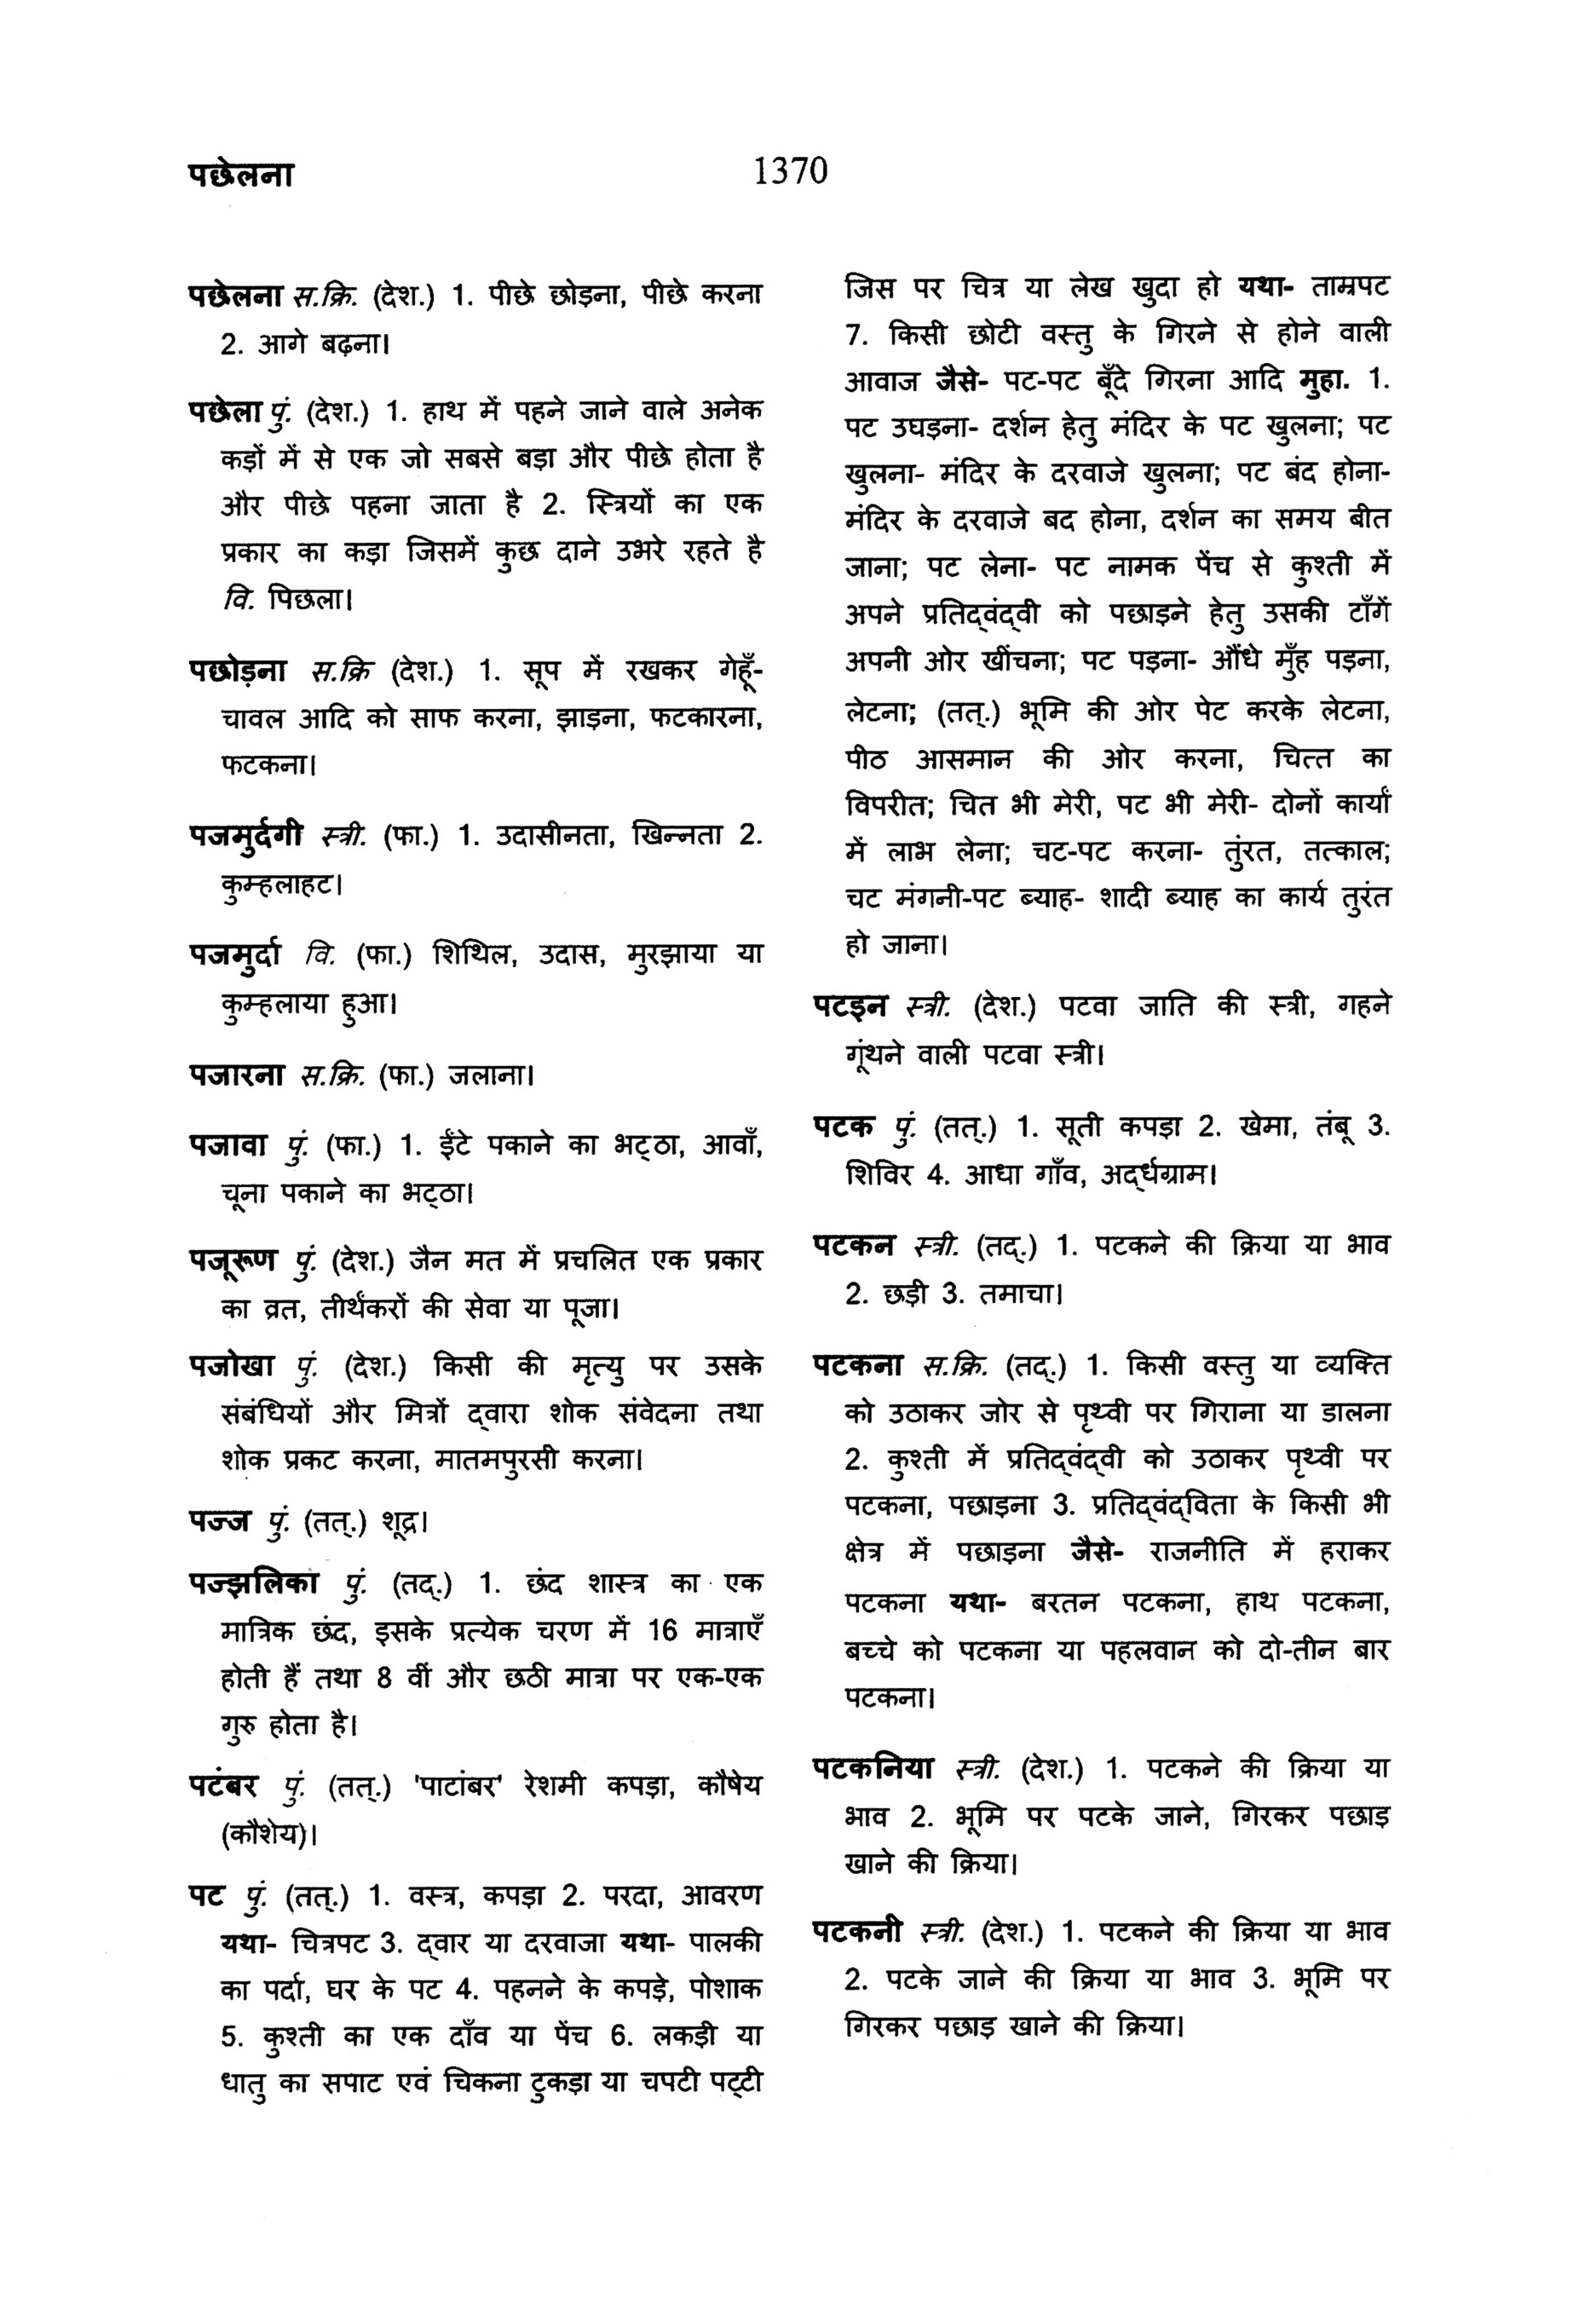 पछेलना
1370
पछेलना स.क्रि. (देश.) 1. पीछे छोड़ना, पीछे करना
2. आगे बढ़ना।
पछेला पुं. (देश.) 1. हाथ में पहने जाने वाले अनेक
कड़ों में से एक जो सबसे बड़ा और पीछे होता है
और पीछे पहना जाता है 2. स्त्रियों का एक
प्रकार का कड़ा जिसमें कुछ दाने उभरे रहते है
वि. पिछला।
पछोड़ना स.क्रि (देश.) 1. सूप में रखकर गेहूँ-
चावल आदि को साफ करना, झाड़ना, फटकारना,
फटकना।
पजमुर्दगी स्त्री. (फा.) 1. उदासीनता, खिन्नता 2.
कुम्हलाहट।
पजमुर्दा वि. (फा.) शिथिल, उदास, मुरझाया या
कुम्हलाया हुआ।
पजारना स.क्रि. (फा.) जलाना।
पजावा पुं. (फा.) 1. ईंटे पकाने का भट्ठा, आवाँ,
चूना पकाने का भट्ठा।
पजूरूण पुं. (देश.) जैन मत में प्रचलित एक प्रकार
का व्रत, तीर्थंकरों की सेवा या पूजा।
पजोखा पुं. (देश.) किसी की मृत्यु पर उसके
संबंधियों और मित्रों द्वारा शोक संवेदना तथा
शोक प्रकट करना, मातमपुरसी करना।
पज्ज पुं. (तत्.) शूद्र।
पज्झलिका पुं. (तद्.) 1. छंद शास्त्र का एक
मात्रिक छंद, इसके प्रत्येक चरण में 16 मात्राएँ
होती हैं तथा 8 वीं और छठी मात्रा पर एक-एक
गुरु होता है।
पटंबर पुं. (तत्.) 'पाटांबर' रेशमी कपड़ा, कौषेय
(कौशेय)।
पट पुं. (तत्.) 1. वस्त्र, कपड़ा 2. परदा, आवरण
यथा- चित्रपट 3. द्वार या दरवाजा यथा- पालकी
का पर्दा, घर के पट 4. पहनने के कपड़े, पोशाक
5. कुश्ती का एक दाँव या पेंच 6. लकड़ी या
धातु का सपाट एवं चिकना टुकड़ा या चपटी पट्टी
जिस पर चित्र या लेख खुदा हो यथा- ताम्रपट
7. किसी छोटी वस्तु के गिरने से होने वाली
आवाज जैसे- पट-पट बूँदे गिरना आदि मुहा. 1.
पट उघड़ना- दर्शन हेतु मंदिर के पट खुलना; पट
खुलना- मंदिर के दरवाजे खुलना; पट बंद होना-
मंदिर के दरवाजे बद होना, दर्शन का समय बीत
जाना; पट लेना- पट नामक पेंच से कुश्ती में
अपने प्रतिद्वंद्वी को पछाड़ने हेतु उसकी टाँगें
अपनी ओर खींचना; पट पड़ना- औंधे मुँह पड़ना,
लेटना; (तत्.) भूमि की ओर पेट करके लेटना,
पीठ आसमान की ओर करना, चित्त का
विपरीत; चित भी मेरी, पट भी मेरी- दोनों कार्यों
में लाभ लेना; चट-पट करना- तुंरत, तत्काल;
चट मंगनी-पट ब्याह- शादी ब्याह का कार्य तुरंत
हो जाना।
पटइन स्त्री. (देश.) पटवा जाति की स्त्री, गहने
गूंथने वाली पटवा स्त्री।
पटक पुं. (तत्.) 1. सूती कपड़ा 2. खेमा, तंबू 3.
शिविर 4. आधा गाँव, अर्द्धग्राम।
पटकन स्त्री. (तद्.) 1. पटकने की क्रिया या भाव
2. छड़ी 3. तमाचा।
पटकना स.क्रि. (तद्.) 1. किसी वस्तु या व्यक्ति
को उठाकर जोर से पृथ्वी पर गिराना या डालना
2. कुश्ती में प्रतिद्वंद्वी को उठाकर पृथ्वी पर
पटकना, पछाड़ना 3. प्रतिद्वंद्विता के किसी भी
क्षेत्र में पछाड़ना जैसे- राजनीति में हराकर
पटकना यथा- बरतन पटकना, हाथ पटकना,
बच्चे को पटकना या पहलवान को दो-तीन बार
पटकना।
पटकनिया स्त्री. (देश.) 1. पटकने की क्रिया या
भाव 2. भूमि पर पटके जाने, गिरकर पछाड़
खाने की क्रिया।
पटकनी स्त्री. (देश.) 1. पटकने की क्रिया या भाव
2. पटके जाने की क्रिया या भाव 3. भूमि पर
गिरकर पछाड़ खाने की क्रिया।